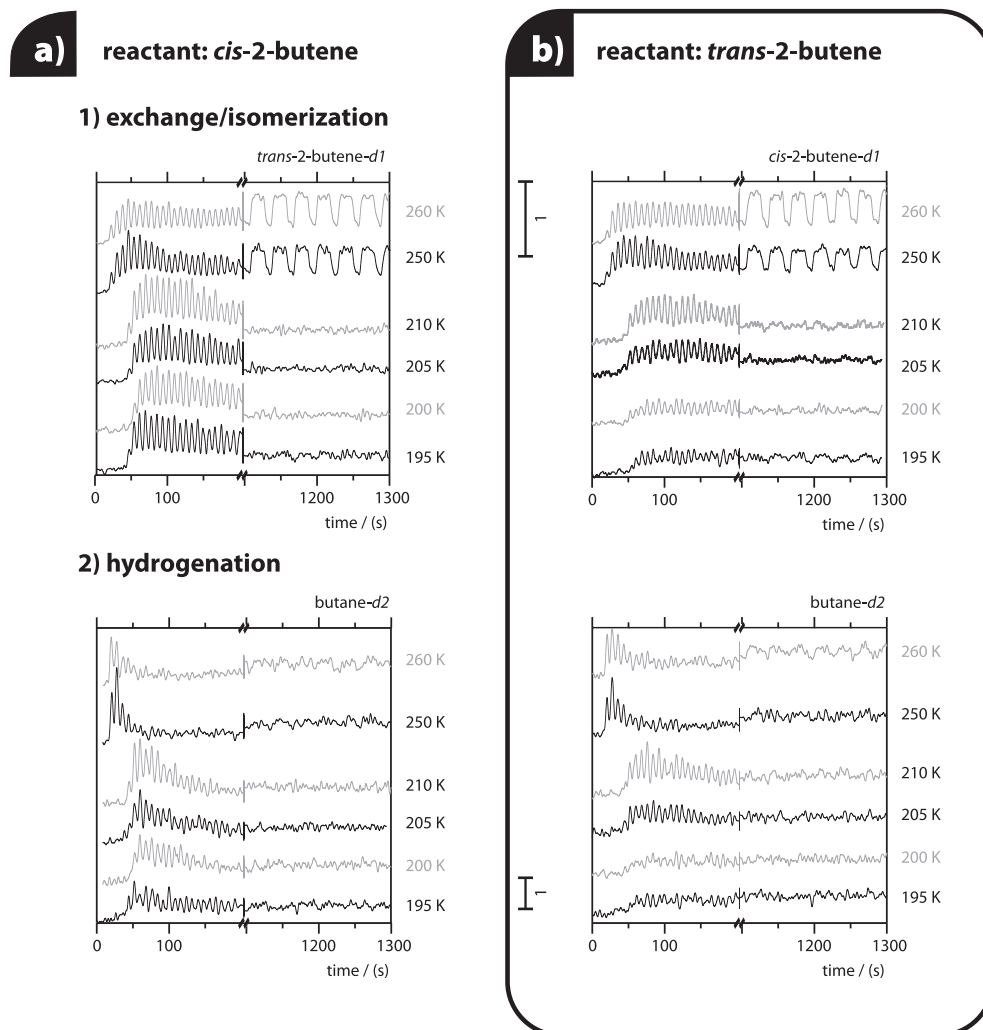 a) reactant: cis-2-butene
1) exchange/isomerization
trans-2-butene-d1
260 K
250 K
210 K
205 K
200 K
195 K
0 100 1200 1300
time / (s)
2) hydrogenation
butane-d2
260 K
250 K
210 K
205 K
200 K
195 K
0 100 1200 1300
time / (s)
b) reactant: trans-2-butene
cis-2-butene-d1
1
260 K
250 K
210 K
205 K
200 K
195 K
0 100 1200 1300
time / (s)
butane-d2
260 K
250 K
210 K
205 K
200 K
1
195 K
0 100 1200 1300
time / (s)